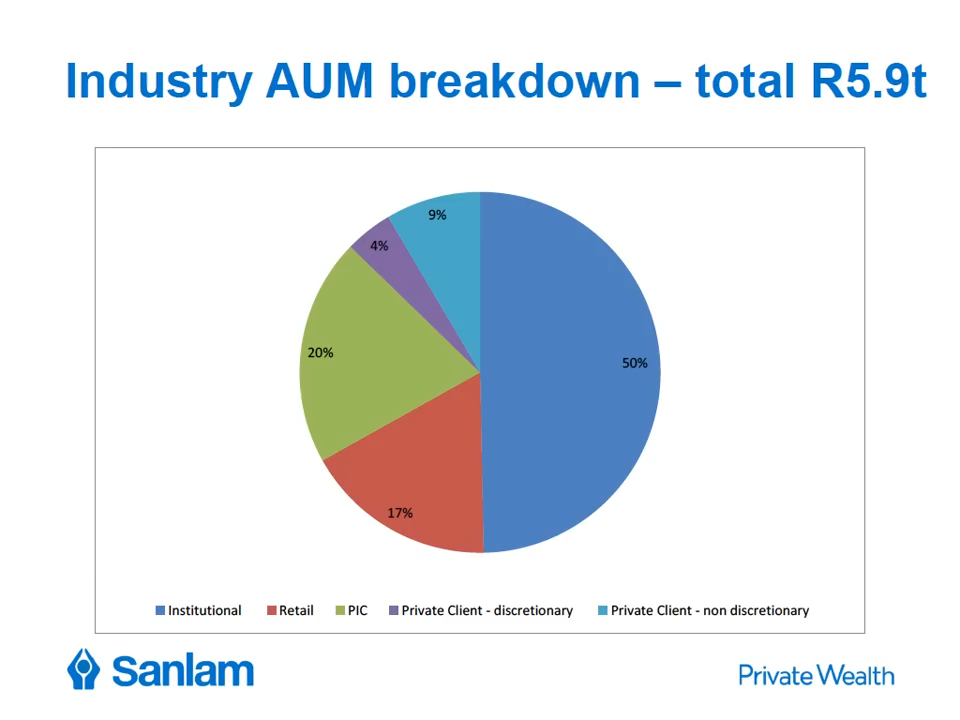 Industry AUM breakdown – total R5.9t
9%
4%
20%
50%
17%
Institutional Retail PIC Private Client - discretionary Private Client - non discretionary
Sanlam Private Wealth